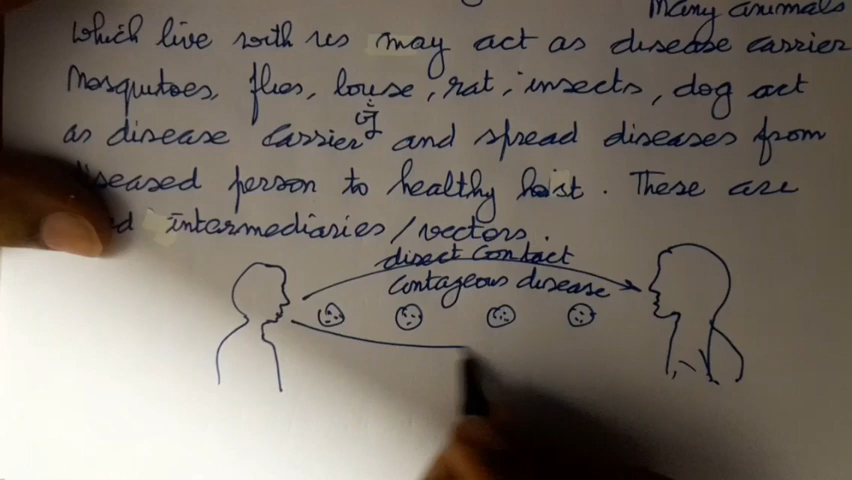 Many animals
which live with us may act as disease carrier
Mosquitoes, flies, louse, rat, insects, dog act
as disease carrier and spread diseases from
diseased person to healthy host. These are
intermediaries/vectors.
direct contact
contageous disease